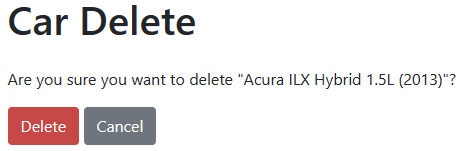 Car Delete
Are you sure you want to delete "Acura ILX Hybrid 1.5L (2013)"?
Delete Cancel